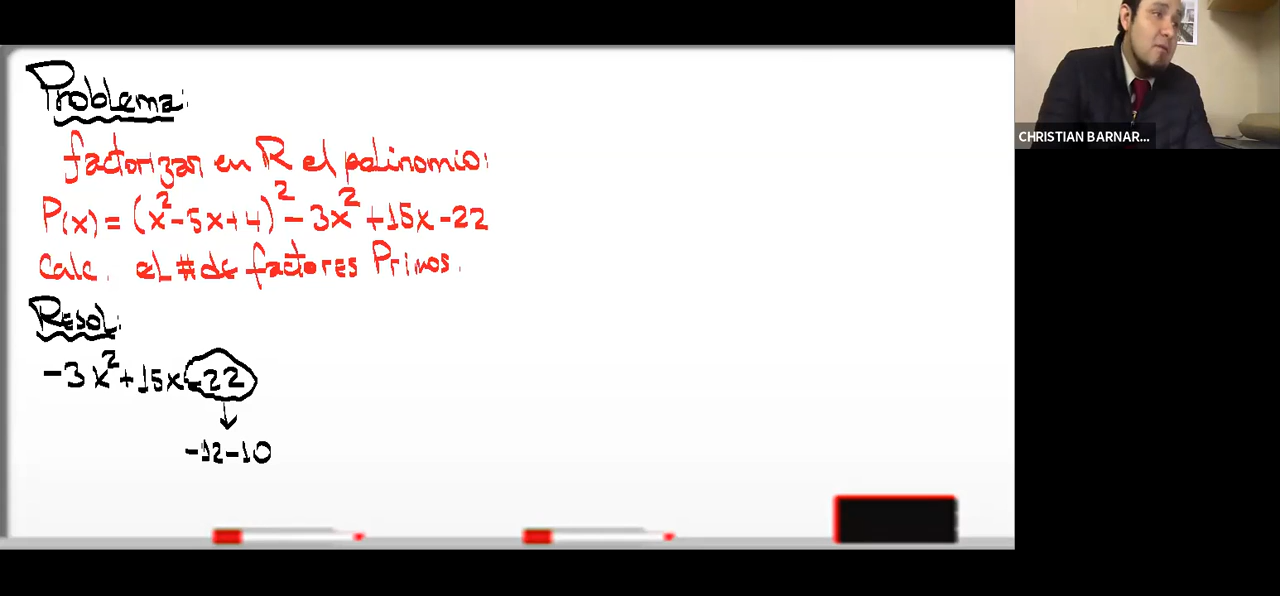 Problema:
factorizar en R el polinomio:
P(x) = (x²-5x+4)² - 3x² + 15x - 22
Calc. el # de factores Primos.
Resol:
-3x² + 15x - 22
↓
-12-10
CHRISTIAN BARNAR...